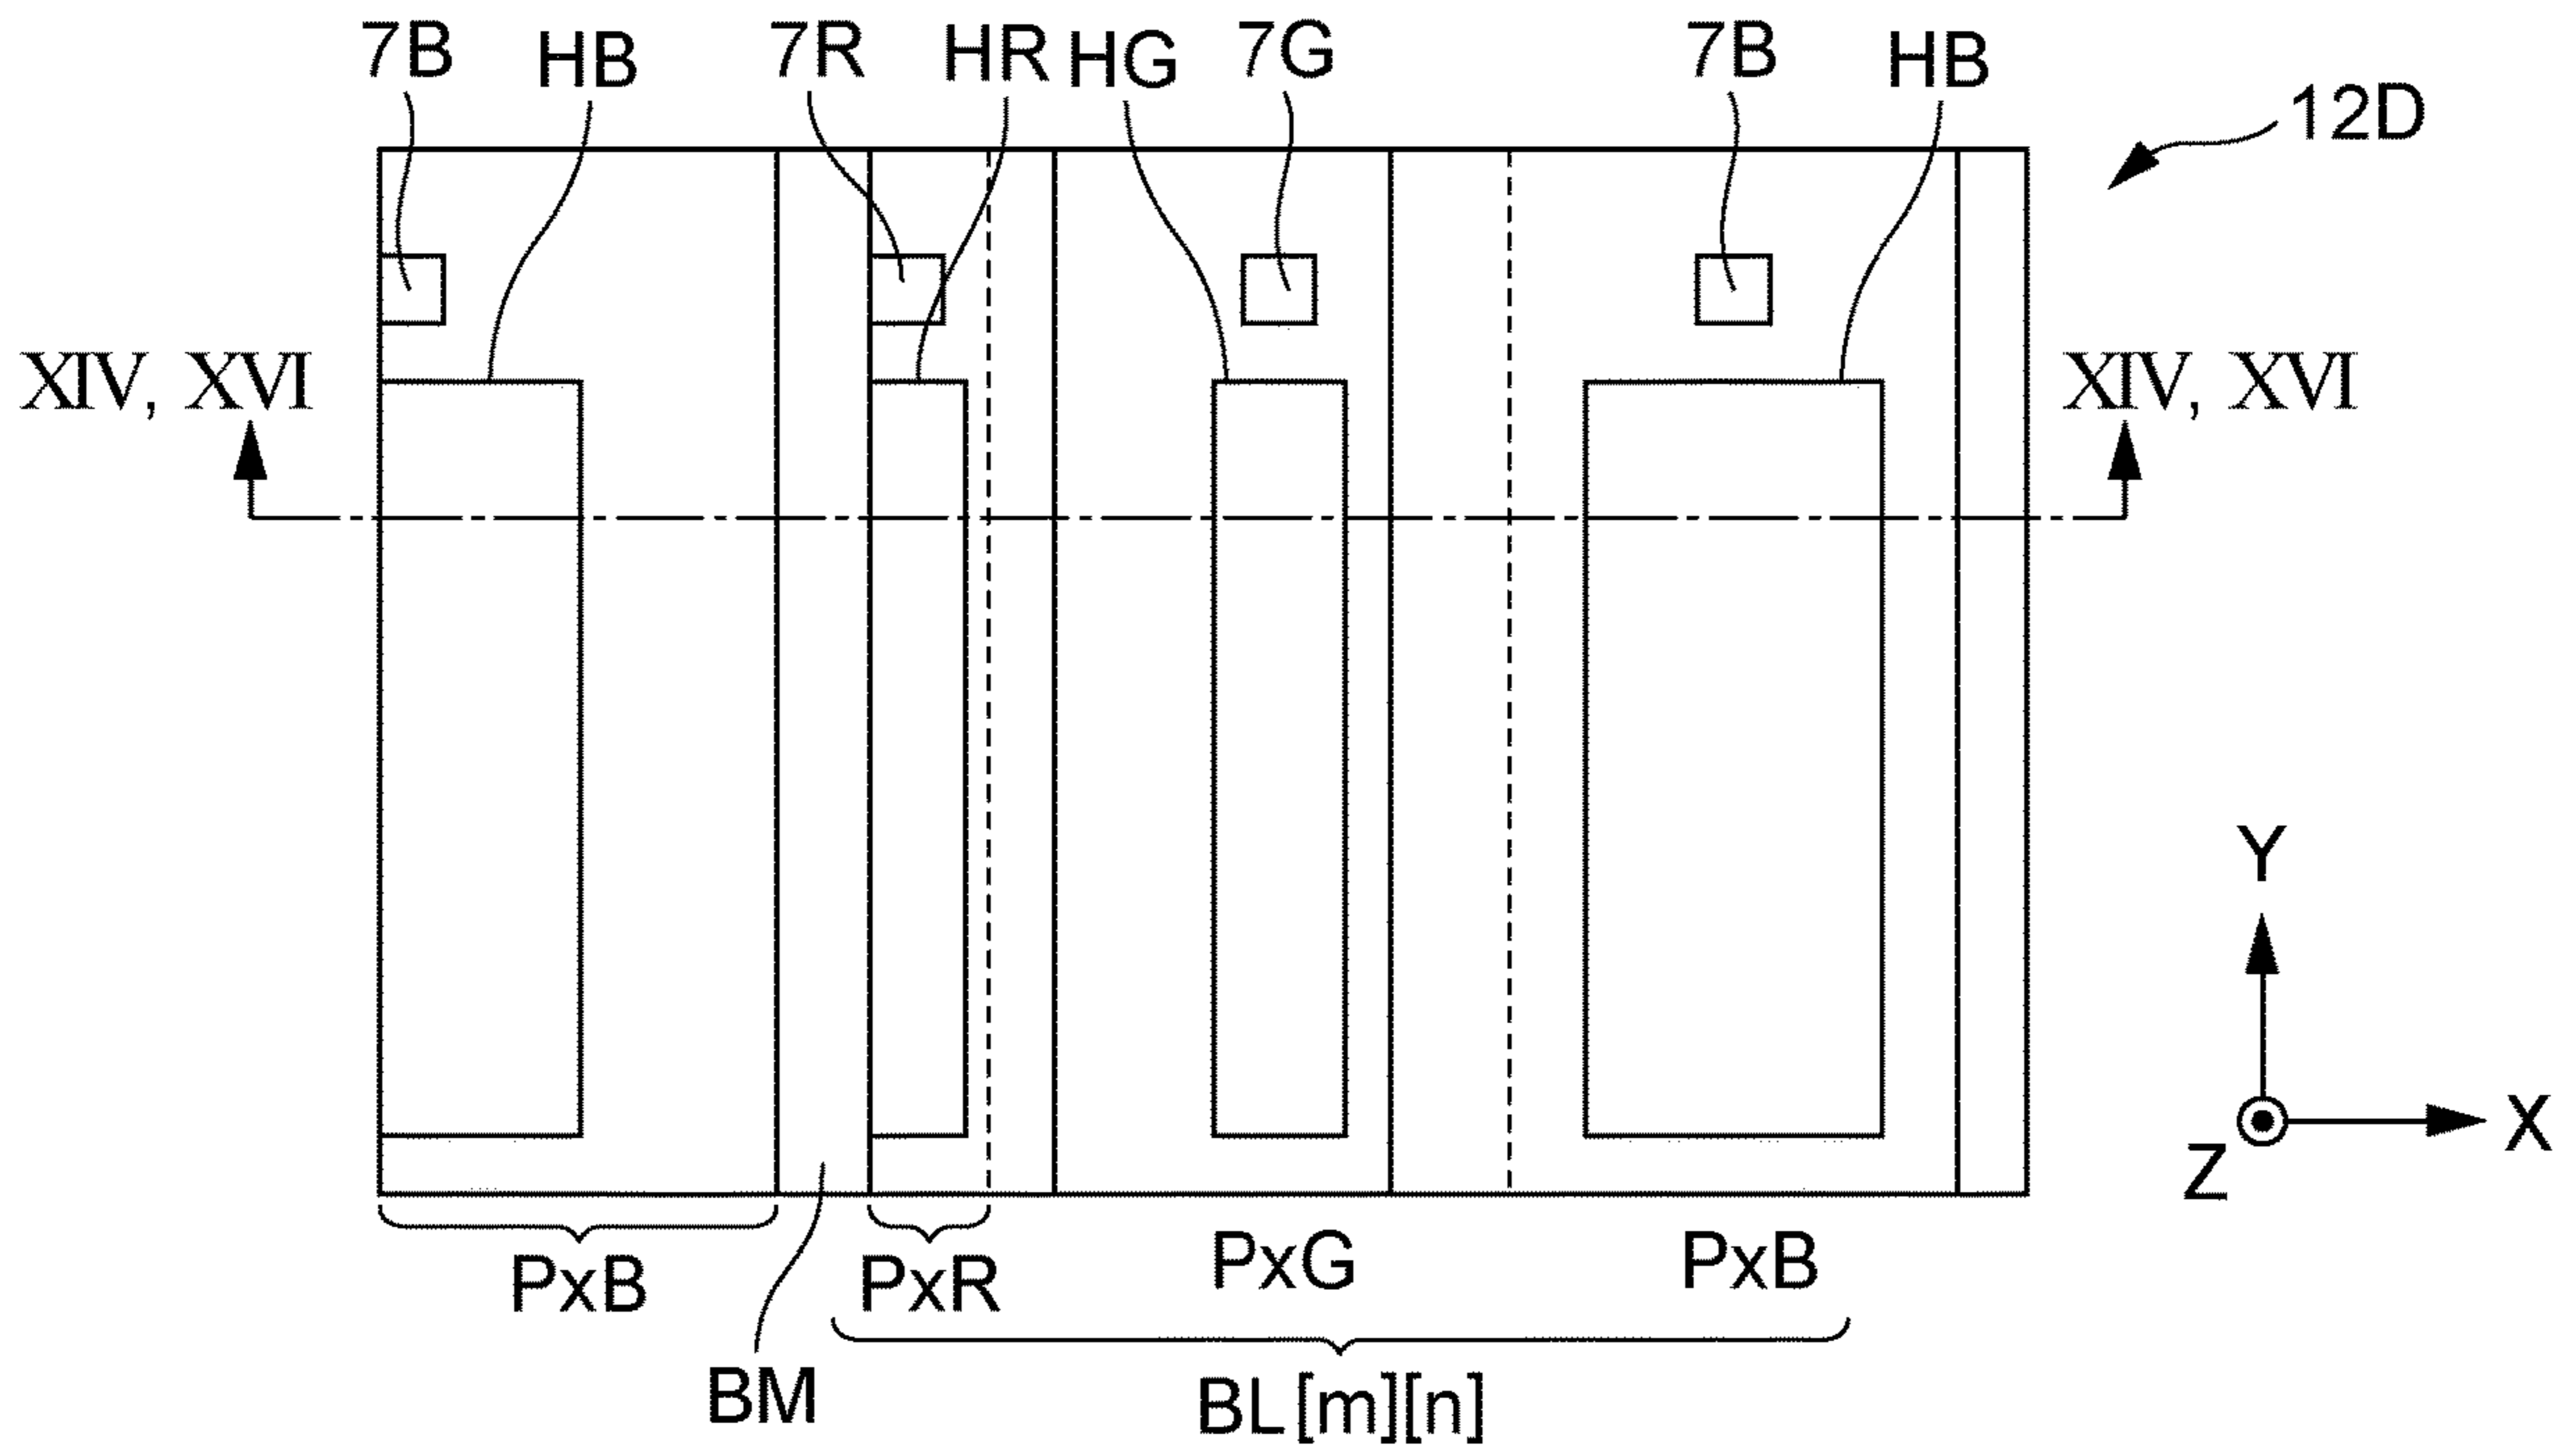 7B HB 7R HR HG 7G 7B HB
12D
XIV, XVI XIV, XVI
Y
X
Z
PxB PxR PxG PxB
BM BL[m][n]